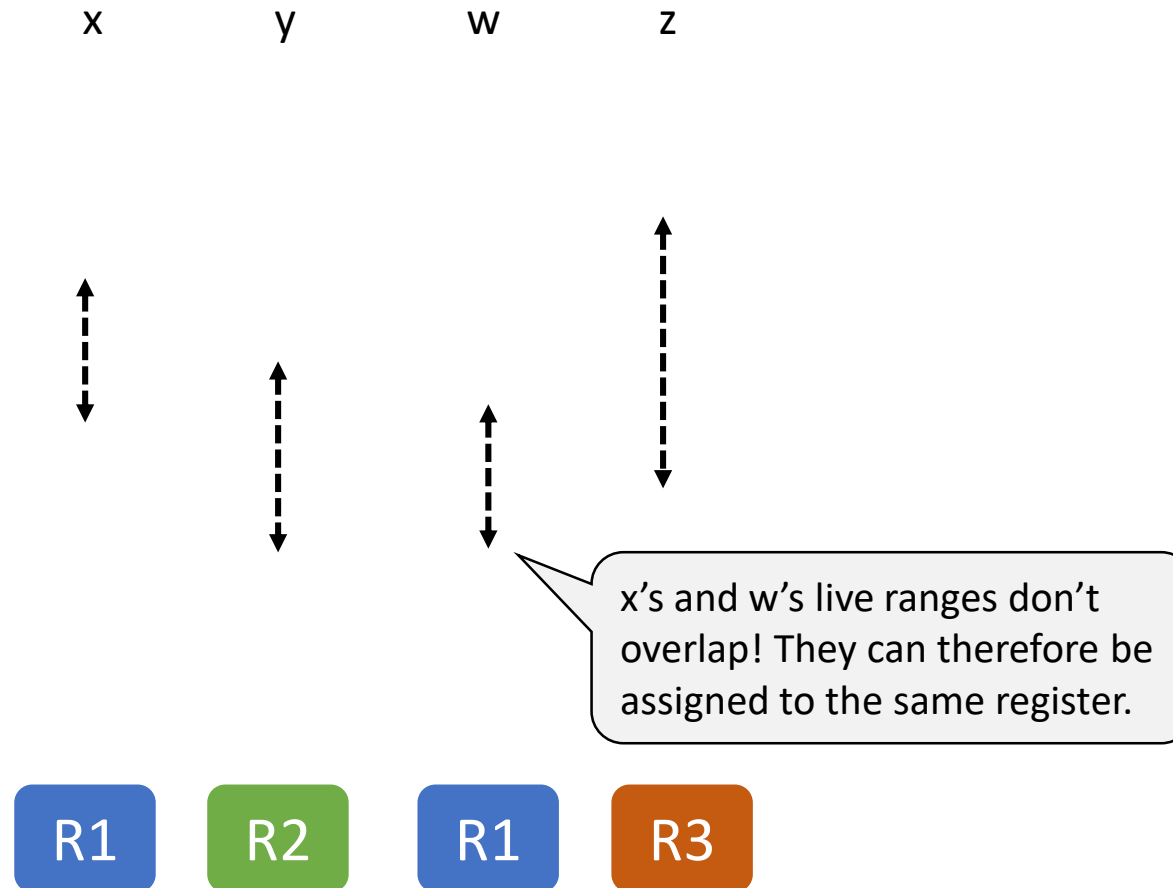 x y w z
x’s and w’s live ranges don’t
overlap! They can therefore be
assigned to the same register.
R1 R2 R1 R3